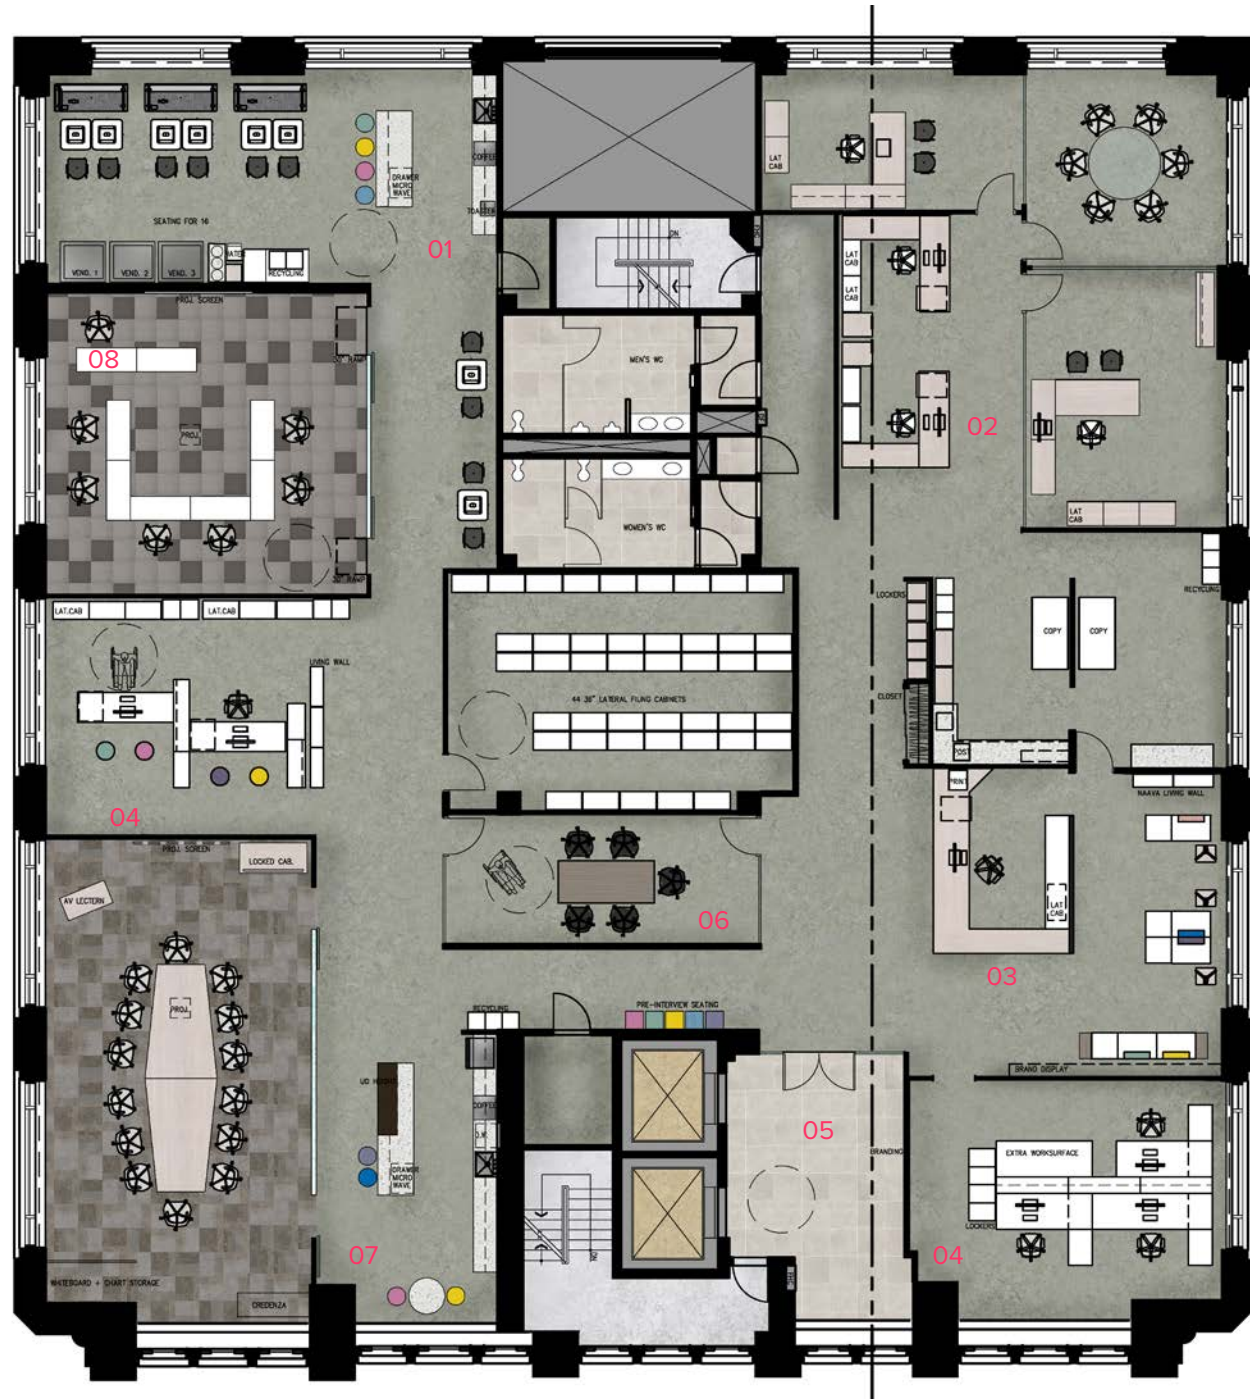 LAT
CAB
COFFEE
DRAWER
MICRO
WAVE
TOASTER
SEATING FOR 16
01
DN
WATER
VEND. 1
VEND. 2
VEND. 3
RECYCLING
LAT
CAB
LAT
CAB
PROJ. SCREEN
08
MEN'S WC
PROJ.
02
LAT
CAB
WOMEN'S WC
LOCKERS
RECYCLING
LAT.CAB
LAT.CAB
COPY
COPY
LIVING WALL
44 36" LATERAL FILING CABINETS
CLOSET
POST
PRINT
NAAVA LIVING WALL
04
PROJ. SCREEN
LOCKED CAB.
AV LECTERN
LAT
CAB
06
03
PROJ.
RECYCLING
PRE-INTERVIEW SEATING
BRAND DISPLAY
UD HEIGHT
COFFEE
05
BRANDING
EXTRA WORKSURFACE
DRAWER
MICRO
WAVE
LOCKERS
07
DN
04
WHITEBOARD + CHART STORAGE
CREDENZA